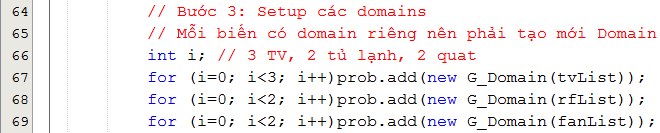 64 // Bước 3: Setup các domains
65 // Mỗi biến có domain riêng nên phải tạo mới Domain
66 int i; // 3 TV, 2 tủ lạnh, 2 quat
67 for (i=0; i<3; i++)prob.add(new G_Domain(tvList));
68 for (i=0; i<2; i++)prob.add(new G_Domain(rfList));
69 for (i=0; i<2; i++)prob.add(new G_Domain(fanList));